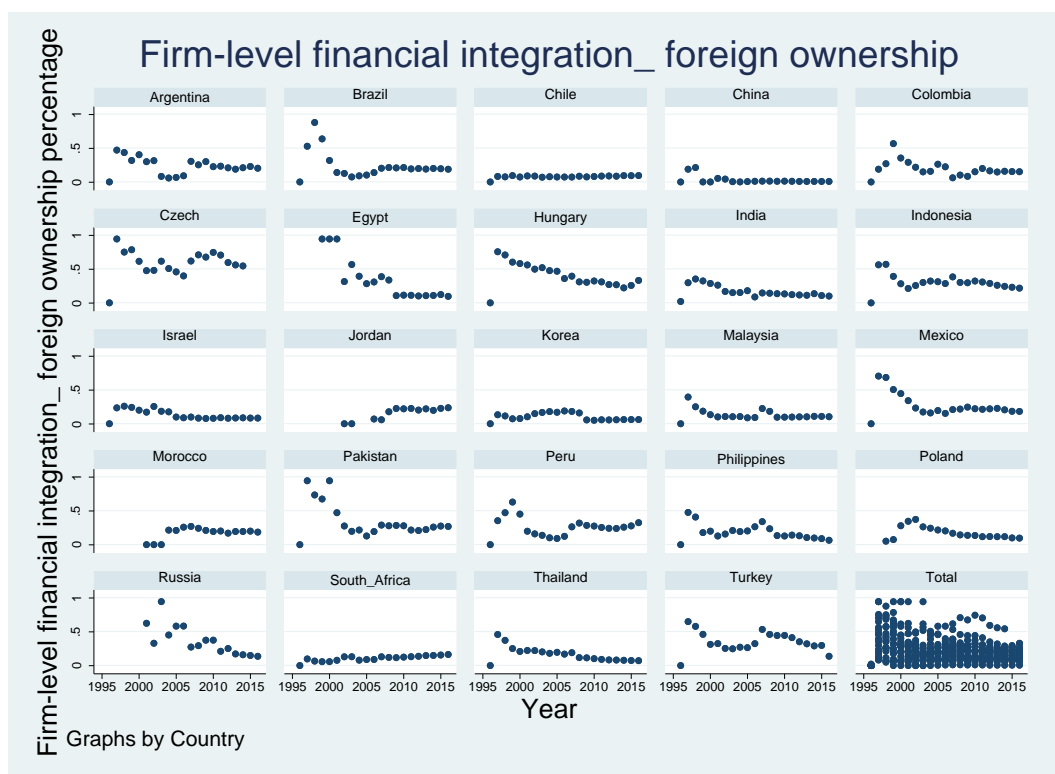 Firm-level financial integration_ foreign ownership
Firm-level financial integration_ foreign ownership percentage
Argentina
Brazil
Chile
China
Colombia
1
.5
0
Czech
Egypt
Hungary
India
Indonesia
1
.5
0
Israel
Jordan
Korea
Malaysia
Mexico
1
.5
0
Morocco
Pakistan
Peru
Philippines
Poland
1
.5
0
Russia
South_Africa
Thailand
Turkey
Total
1
.5
0
1995 2000 2005 2010 2015
1995 2000 2005 2010 2015
1995 2000 2005 2010 2015
1995 2000 2005 2010 2015
1995 2000 2005 2010 2015
Year
Graphs by Country